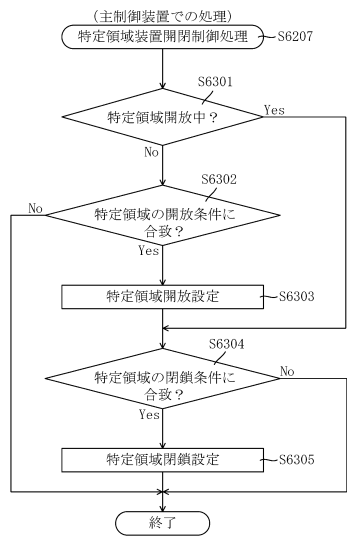 (主制御装置での処理)
特定領域装置開閉制御処理
S6207
S6301
特定領域開放中?
Yes
No
S6302
No
特定領域の開放条件に
合致?
Yes
特定領域開放設定
S6303
S6304
特定領域の閉鎖条件に
合致?
No
Yes
特定領域閉鎖設定
S6305
終了